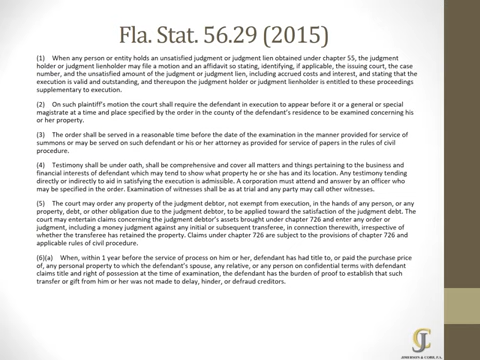 Fla. Stat. 56.29 (2015)
(1) When any person or entity holds an unsatisfied judgment or judgment lien obtained under chapter 55, the judgment
holder or judgment lienholder may file a motion and an affidavit so stating, identifying, if applicable, the issuing court, the case
number, and the unsatisfied amount of the judgment or judgment lien, including accrued costs and interest, and stating that the
execution is valid and outstanding, and thereupon the judgment holder or judgment lienholder is entitled to these proceedings
supplementary to execution.
(2) On such plaintiff's motion the court shall require the defendant in execution to appear before it or a general or special
magistrate at a time and place specified by the order in the county of the defendant's residence to be examined concerning his
or her property.
(3) The order shall be served in a reasonable time before the date of the examination in the manner provided for service of
summons or may be served on such defendant or his or her attorney as provided for service of papers in the rules of civil
procedure.
(4) Testimony shall be under oath, shall be comprehensive and cover all matters and things pertaining to the business and
financial interests of defendant which may tend to show what property he or she has and its location. Any testimony tending
directly or indirectly to aid in satisfying the execution is admissible. A corporation must attend and answer by an officer who
may be specified in the order. Examination of witnesses shall be as at trial and any party may call other witnesses.
(5) The court may order any property of the judgment debtor, not exempt from execution, in the hands of any person, or any
property, debt, or other obligation due to the judgment debtor, to be applied toward the satisfaction of the judgment debt. The
court may entertain claims concerning the judgment debtor's assets brought under chapter 726 and enter any order or
judgment, including a money judgment against any initial or subsequent transferee, in connection therewith, irrespective of
whether the transferee has retained the property. Claims under chapter 726 are subject to the provisions of chapter 726 and
applicable rules of civil procedure.
(6)(a) When, within 1 year before the service of process on him or her, defendant has had title to, or paid the purchase price
of, any personal property to which the defendant's spouse, any relative, or any person on confidential terms with defendant
claims title and right of possession at the time of examination, the defendant has the burden of proof to establish that such
transfer or gift from him or her was not made to delay, hinder, or defraud creditors.